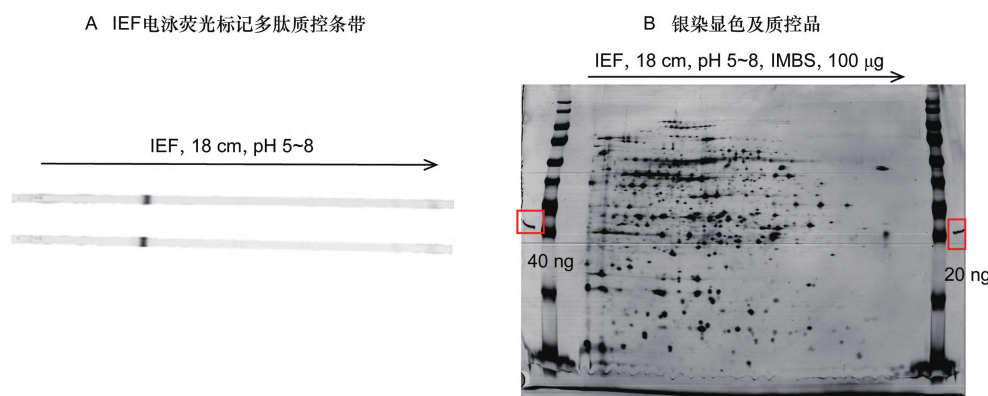 A IEF电泳荧光标记多肽质控条带
IEF, 18 cm, pH 5~8
B 银染显色及质控品
IEF, 18 cm, pH 5~8, IMBS, 100 μg
40 ng
20 ng